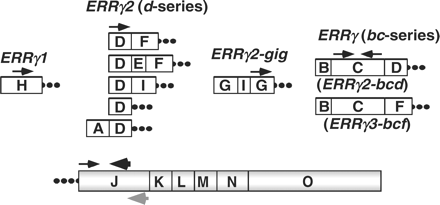 ERRγ1
H
ERRγ2 (d-series)
D F
D E F
D I
D
A D
ERRγ2-gig
G I G
ERRγ (bc-series)
B C D
(ERRγ2-bcd)
B C F
(ERRγ3-bcf)
J K L M N O